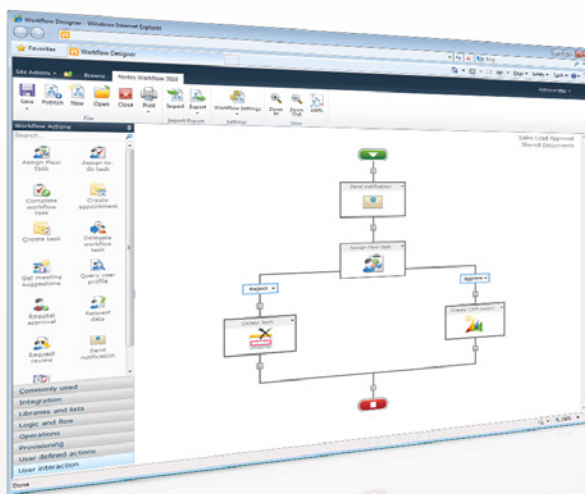 Workflow Designer - Windows Internet Explorer
Favorites
Workflow Designer
Bing
Page
Safety
Tools
Site Actions
Browse
Nintex Workflow 2010
Save
Publish
New
Open
Close
Print
Import
Export
Workflow Settings
Zoom In
Zoom Out
100%
File
Import/Export
Settings
View
Workflow Actions
Search...
Sales Lead Approval
Shared Documents
Assign Flexi task
Assign to-do task
Complete workflow task
Create appointment
Create task
Delegate workflow task
Get meeting suggestions
Query user profile
Request approval
Request data
Request review
Send notification
Commonly used
Integration
Libraries and lists
Logic and flow
Operations
Provisioning
User defined actions
User interaction
Send notification
Assign Flexi task
Reject
Approve
Delete item
Create CRM record
Done